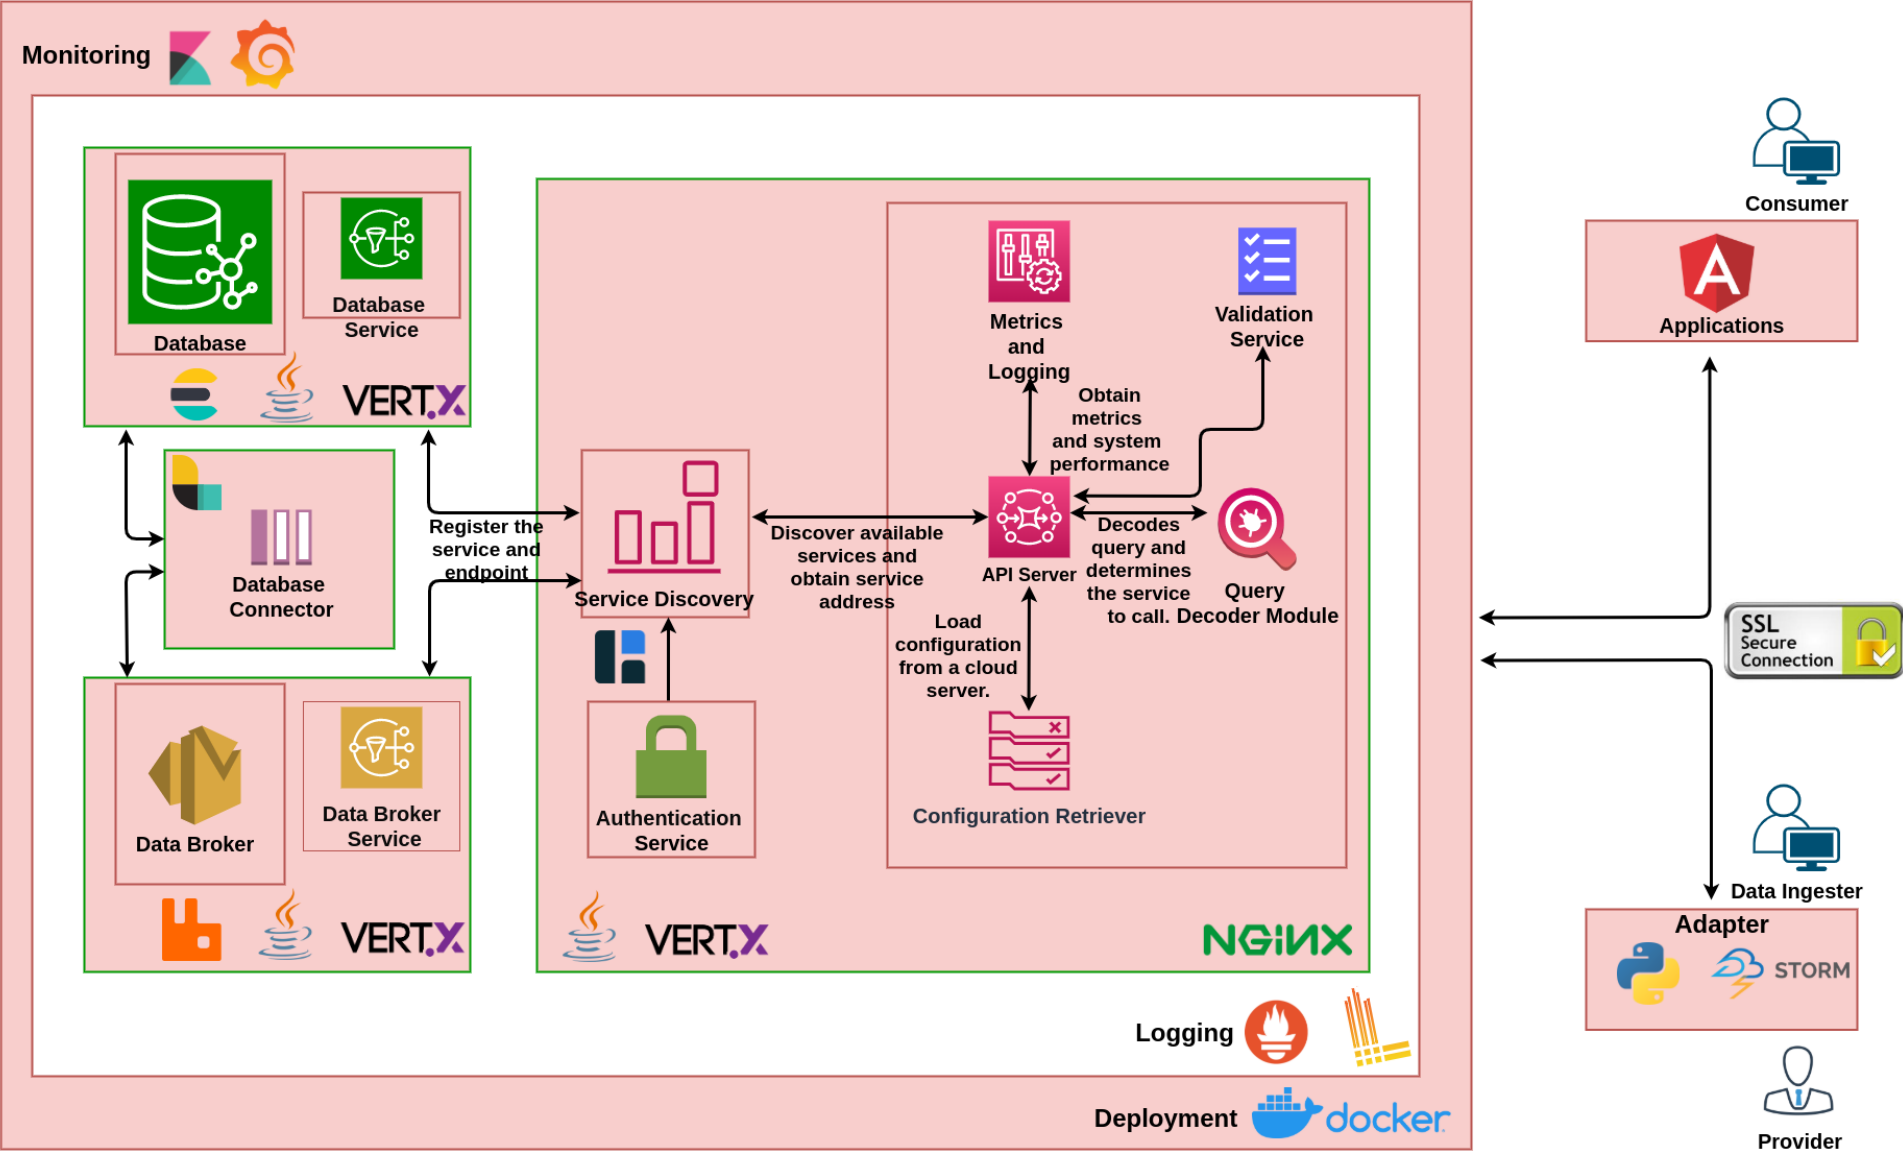 Monitoring
Database
Database
Service
VERT.X
Database
Connector
Register the
service and
endpoint
Data Broker
Data Broker
Service
VERT.X
Service Discovery
Authentication
Service
VERT.X
Discover available
services and
obtain service
address
Metrics
and
Logging
Validation
Service
Obtain
metrics
and system
performance
API Server
Decodes
query and
determines
the service
to call.
Query
Decoder Module
Load
configuration
from a cloud
server.
Configuration Retriever
NGiNX
Logging
Deployment
docker
Consumer
A
Applications
SSL
Secure
Connection
Data Ingester
Adapter
STORM
Provider